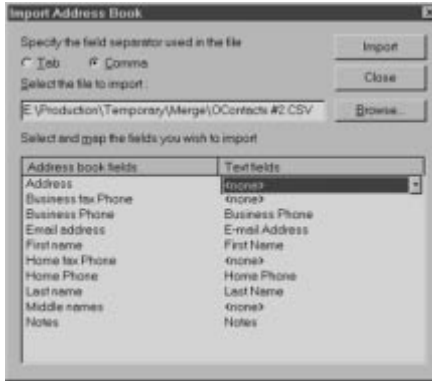 Import Address Book
Specify the field separator used in the file
Tab Comma
Import
Select the file to import:
Close
E:\Production\Temporary\Merge\OContacts #2.CSV
Browse...
Select and map the fields you wish to import
Address book fields Text fields
Address <none>
Business fax Phone <none>
Business Phone Business Phone
Email address E-mail Address
First name First Name
Home fax Phone <none>
Home Phone Home Phone
Last name Last Name
Middle names <none>
Notes Notes